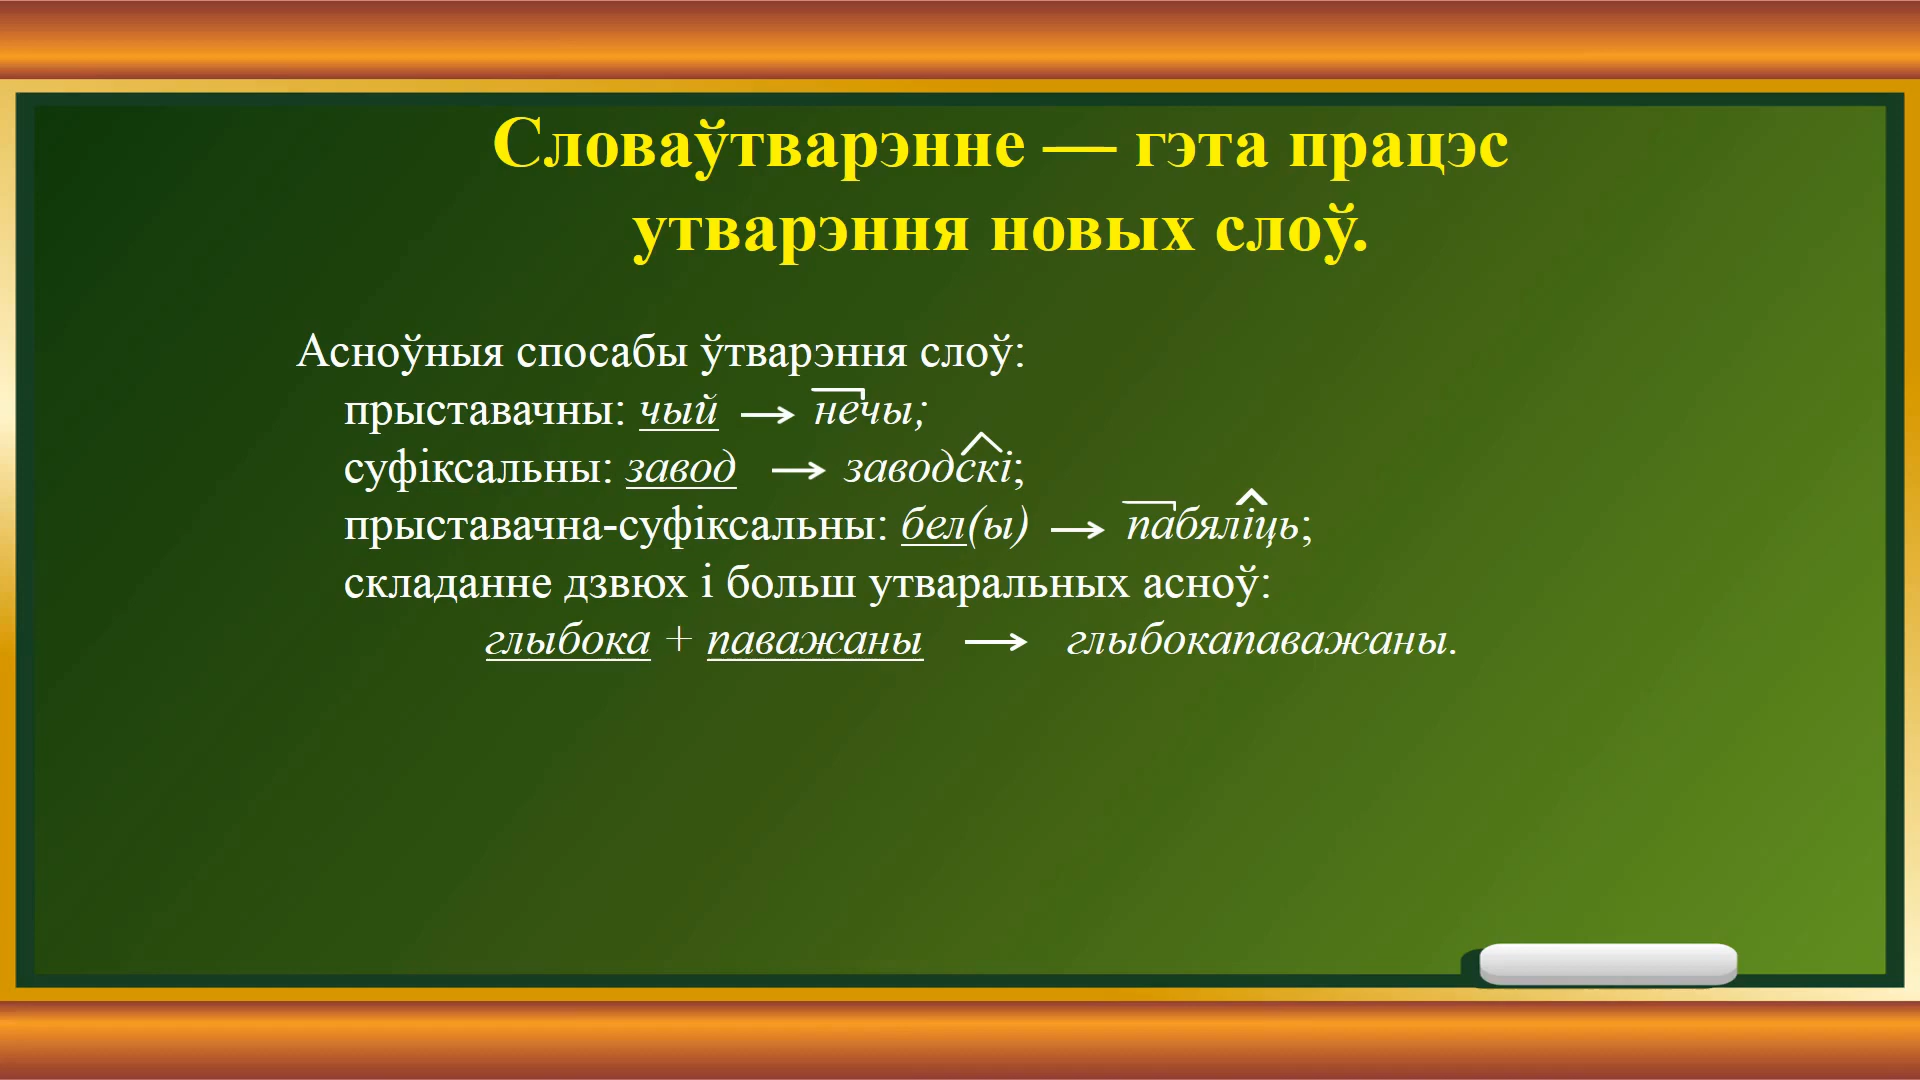 Словаўтварэнне — гэта працэс
утварэння новых слоў.
Асноўныя спосабы ўтварэння слоў:
прыставачны: чый → нечы;
суфіксальны: завод → заводскі;
прыставачна-суфіксальны: бел(ы) → пабяліць;
складанне дзвюх і больш утваральных асноў:
глыбока + паважаны → глыбокапаважаны.